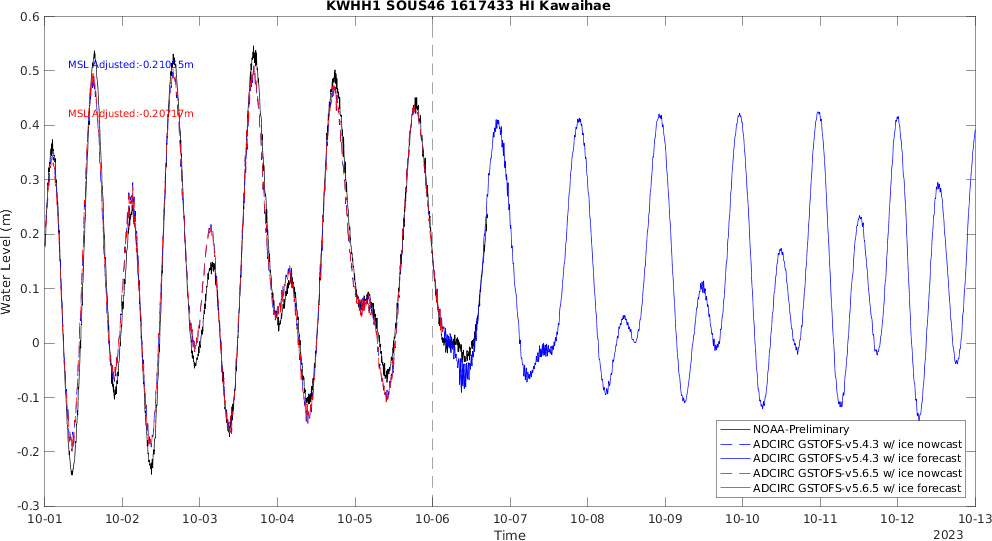 KWHH1 SOUS46 1617433 HI Kawaihae
0.6
0.5
0.4
0.3
0.2
0.1
0
-0.1
-0.2
-0.3
Water Level (m)
MSL Adjusted:-0.21015m
MSL Adjusted:-0.20717m
NOAA-Preliminary
ADCIRC GSTOFS-v5.4.3 w/ ice nowcast
ADCIRC GSTOFS-v5.4.3 w/ ice forecast
ADCIRC GSTOFS-v5.6.5 w/ ice nowcast
ADCIRC GSTOFS-v5.6.5 w/ ice forecast
10-01 10-02 10-03 10-04 10-05 10-06 10-07 10-08 10-09 10-10 10-11 10-12 10-13
Time
2023